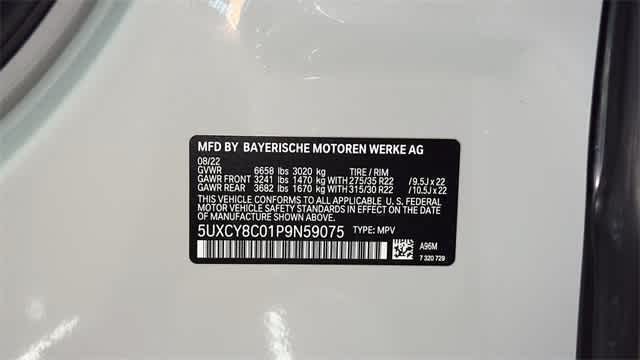 MFD BY BAYERISCHE MOTOREN WERKE AG
08/22
GVWR 6658 lbs 3020 kg TIRE / RIM
GAWR FRONT 3241 lbs 1470 kg WITH 275/35 R22 /9.5J x 22
GAWR REAR 3682 lbs 1670 kg WITH 315/30 R22 /10.5J x 22
THIS VEHICLE CONFORMS TO ALL APPLICABLE U. S. FEDERAL
MOTOR VEHICLE SAFETY STANDARDS IN EFFECT ON THE
DATE OF MANUFACTURE SHOWN ABOVE.
5UXCY8C01P9N59075 TYPE: MPV
A96M
7 320 729